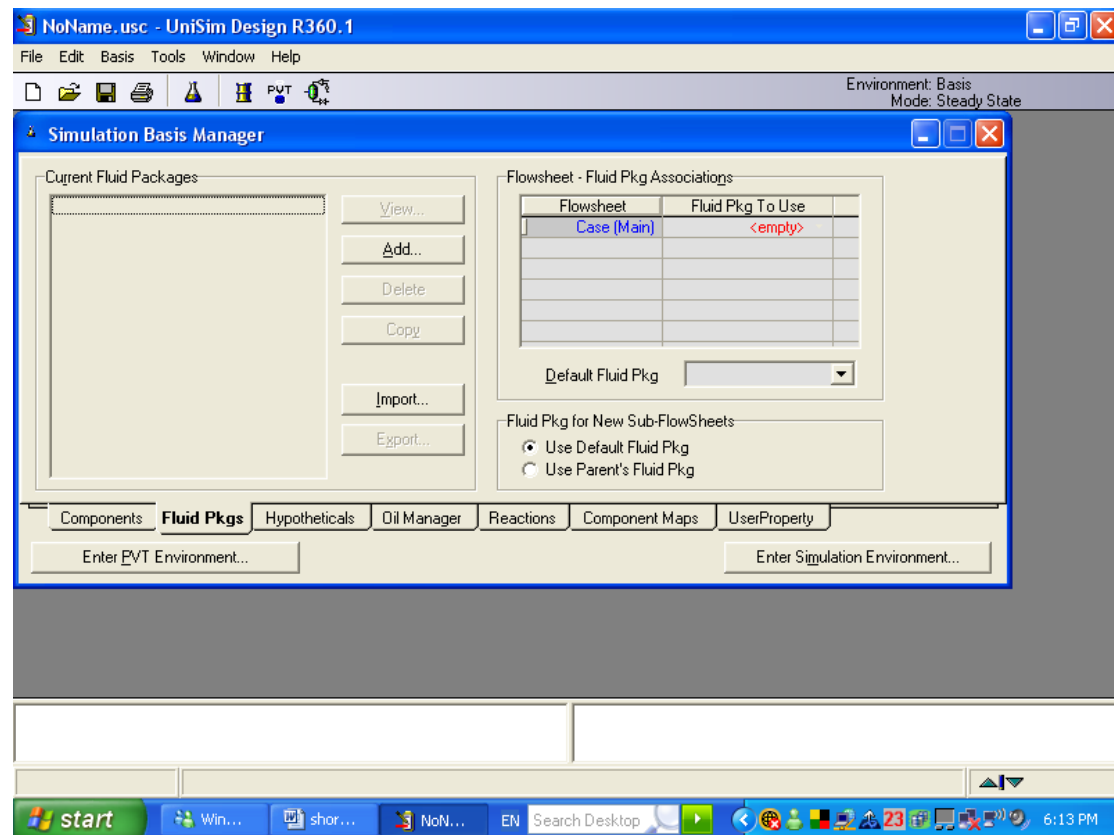 NoName.usc - UniSim Design R360.1
File Edit Basis Tools Window Help
PVT
Environment: Basis
Mode: Steady State
Simulation Basis Manager
Current Fluid Packages
View...
Add...
Delete
Copy
Import...
Export...
Flowsheet - Fluid Pkg Associations
Flowsheet Fluid Pkg To Use
Case (Main) <empty>
Default Fluid Pkg
Fluid Pkg for New Sub-FlowSheets
Use Default Fluid Pkg
Use Parent's Fluid Pkg
Components Fluid Pkgs Hypotheticals Oil Manager Reactions Component Maps UserProperty
Enter PVT Environment... Enter Simulation Environment...
start Win... shor... NoN... EN Search Desktop 23 6:13 PM